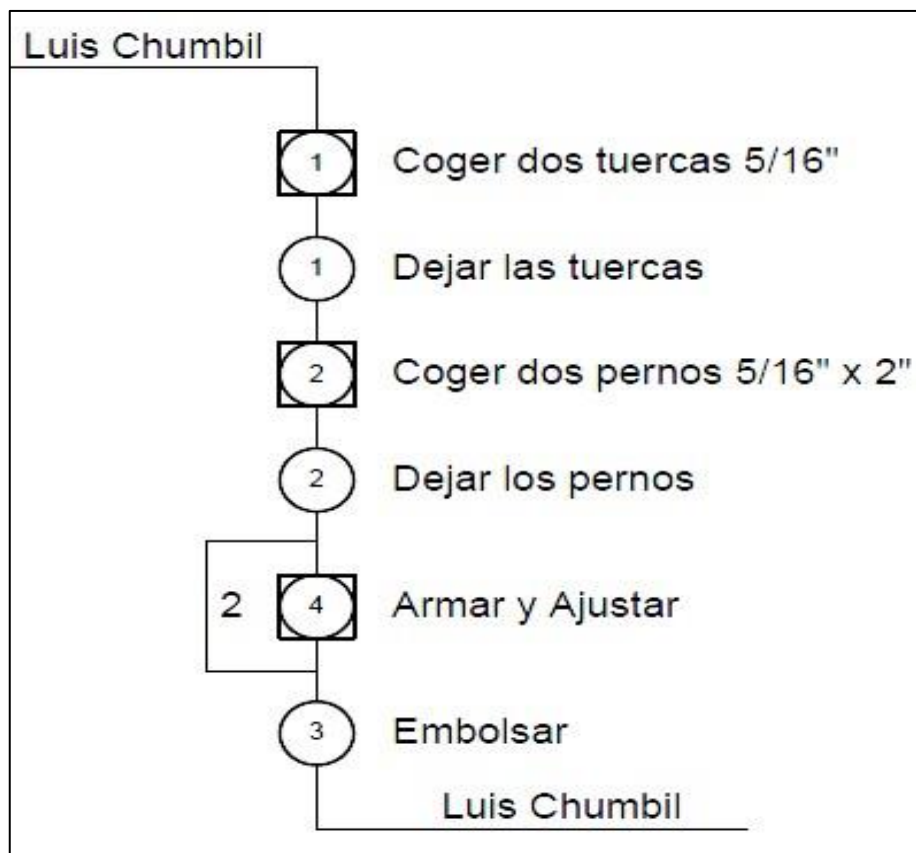 Luis Chumbil
1 Coger dos tuercas 5/16"
1 Dejar las tuercas
2 Coger dos pernos 5/16" x 2"
2 Dejar los pernos
2 4 Armar y Ajustar
3 Embolsar
Luis Chumbil